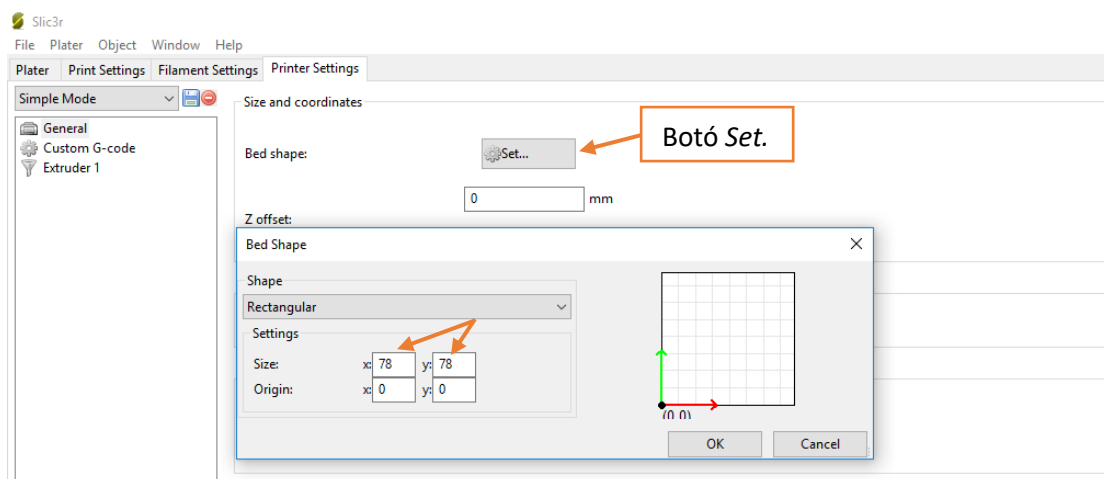 Slic3r
File Plater Object Window Help
Plater Print Settings Filament Settings Printer Settings
Simple Mode
Size and coordinates
General
Custom G-code
Extruder 1
Bed shape:
Set...
Botó Set.
0 mm
Z offset:
Bed Shape
Shape
Rectangular
Settings
Size: x: 78 y: 78
Origin: x: 0 y: 0
(0,0)
OK Cancel